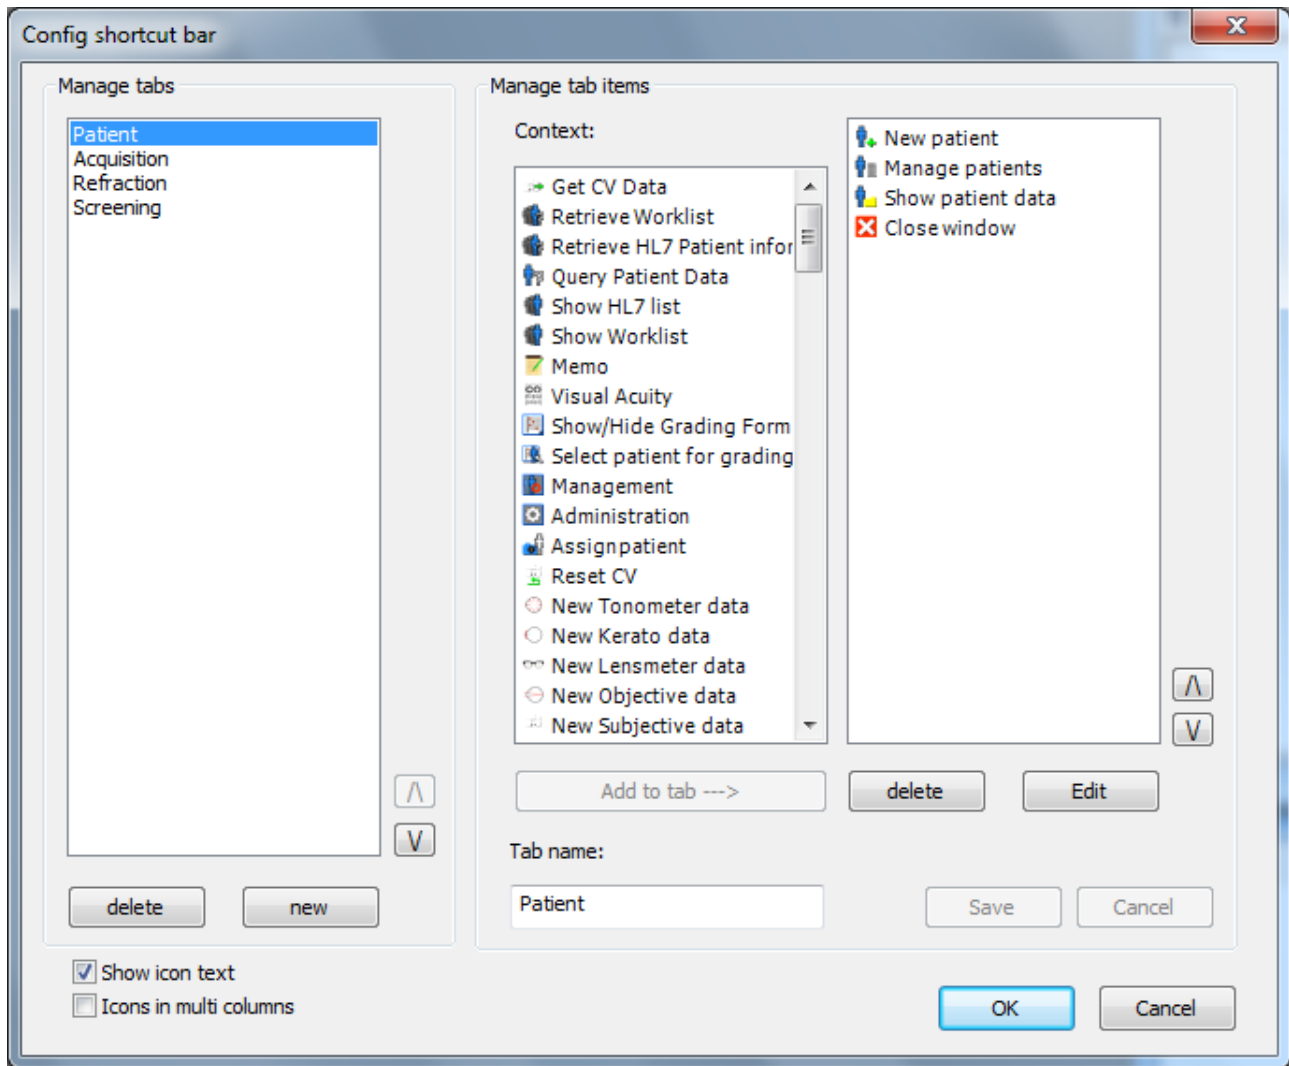 Config shortcut bar
Manage tabs
Patient
Acquisition
Refraction
Screening
/\
\/
delete
new
Manage tab items
Context:
Get CV Data
Retrieve Worklist
Retrieve HL7 Patient infor
Query Patient Data
Show HL7 list
Show Worklist
Memo
Visual Acuity
Show/Hide Grading Form
Select patient for grading
Management
Administration
Assign patient
Reset CV
New Tonometer data
New Kerato data
New Lensmeter data
New Objective data
New Subjective data
New patient
Manage patients
Show patient data
Close window
/\
\/
Add to tab --->
delete
Edit
Tab name:
Patient
Save
Cancel
Show icon text
Icons in multi columns
OK
Cancel